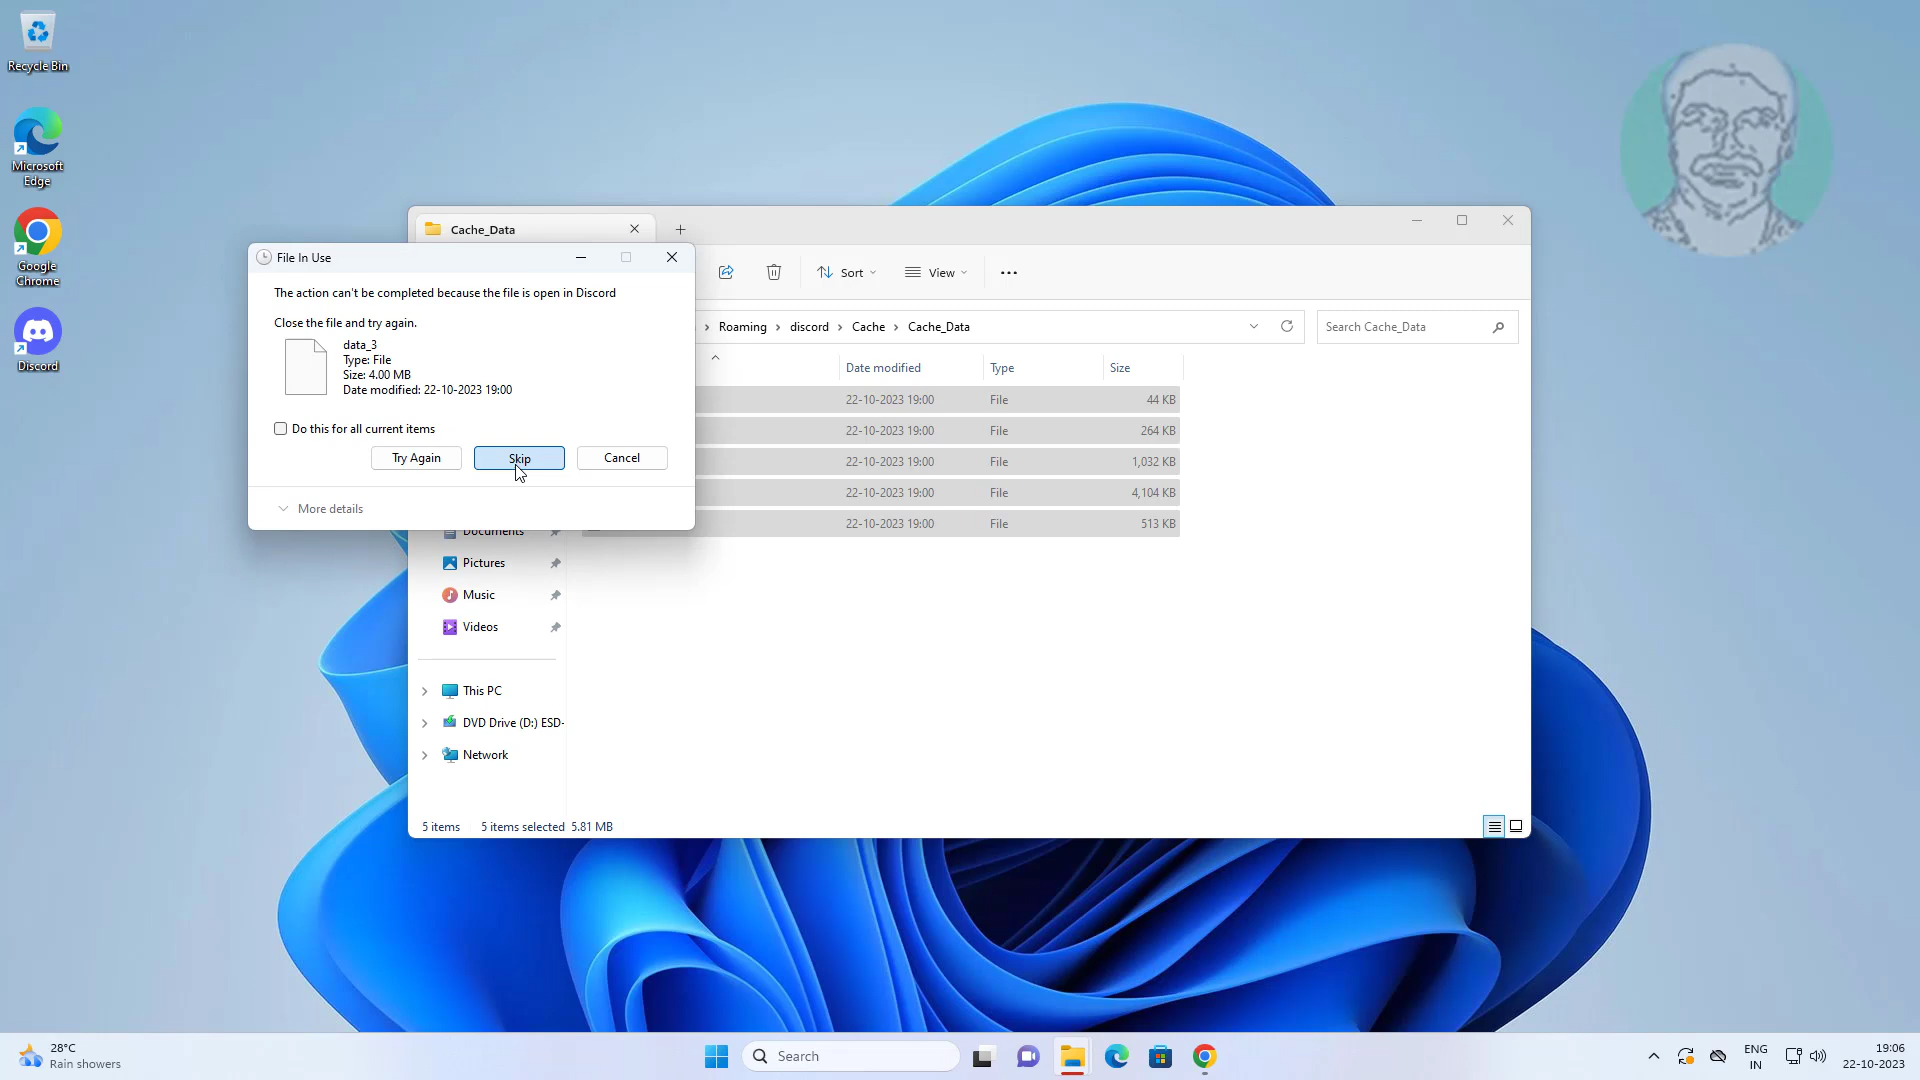 Recycle Bin
Microsoft
Edge
Google
Chrome
Discord
Cache_Data
File In Use
The action can't be completed because the file is open in Discord
Close the file and try again.
data_3
Type: File
Size: 4.00 MB
Date modified: 22-10-2023 19:00
Do this for all current items
Try Again
Skip
Cancel
More details
Sort
View
Roaming
discord
Cache
Cache_Data
Search Cache_Data
Date modified
Type
Size
22-10-2023 19:00 File 44 KB
22-10-2023 19:00 File 264 KB
22-10-2023 19:00 File 1,032 KB
22-10-2023 19:00 File 4,104 KB
22-10-2023 19:00 File 513 KB
Documents
Pictures
Music
Videos
This PC
DVD Drive (D:) ESD-
Network
5 items
5 items selected 5.81 MB
28°C
Rain showers
Search
ENG
IN
19:06
22-10-2023